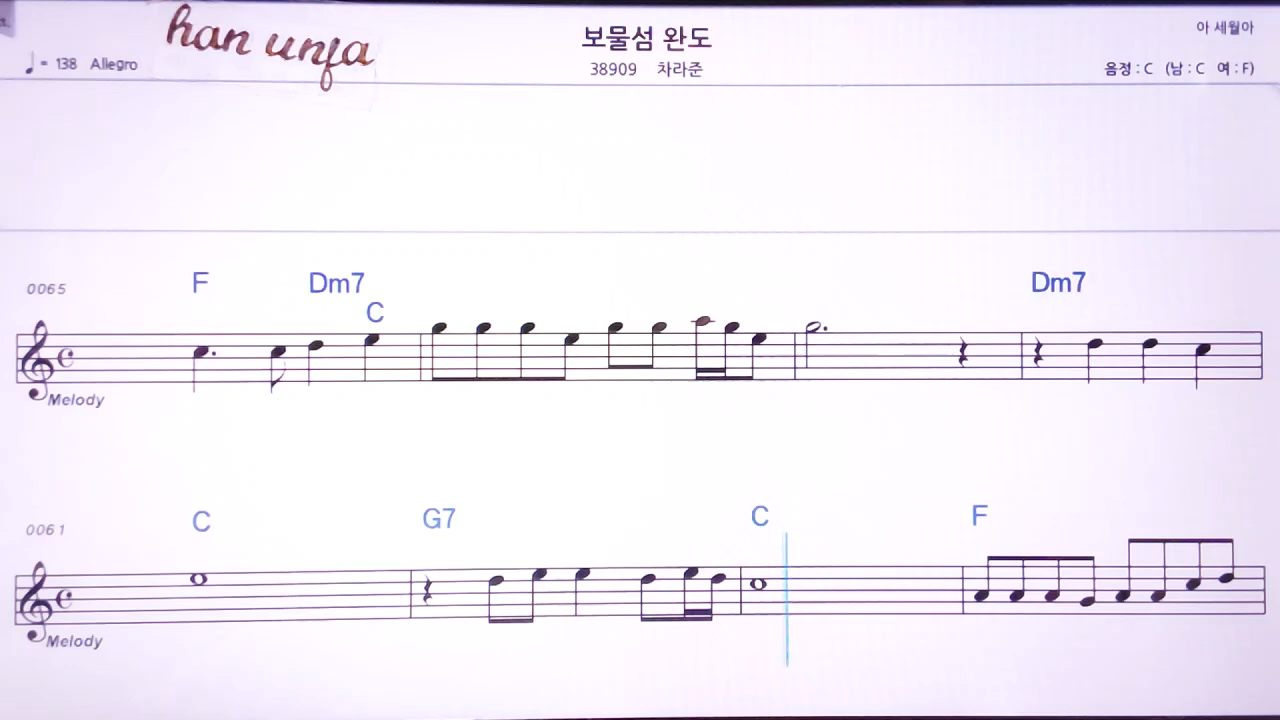 han unfa
보물섬 완도
아 세월아
♩ = 138 Allegro
38909 차라준
음정 : C (남 : C 여 : F)
0065
F Dm7 C Dm7
Melody
0061
C G7 C F
Melody